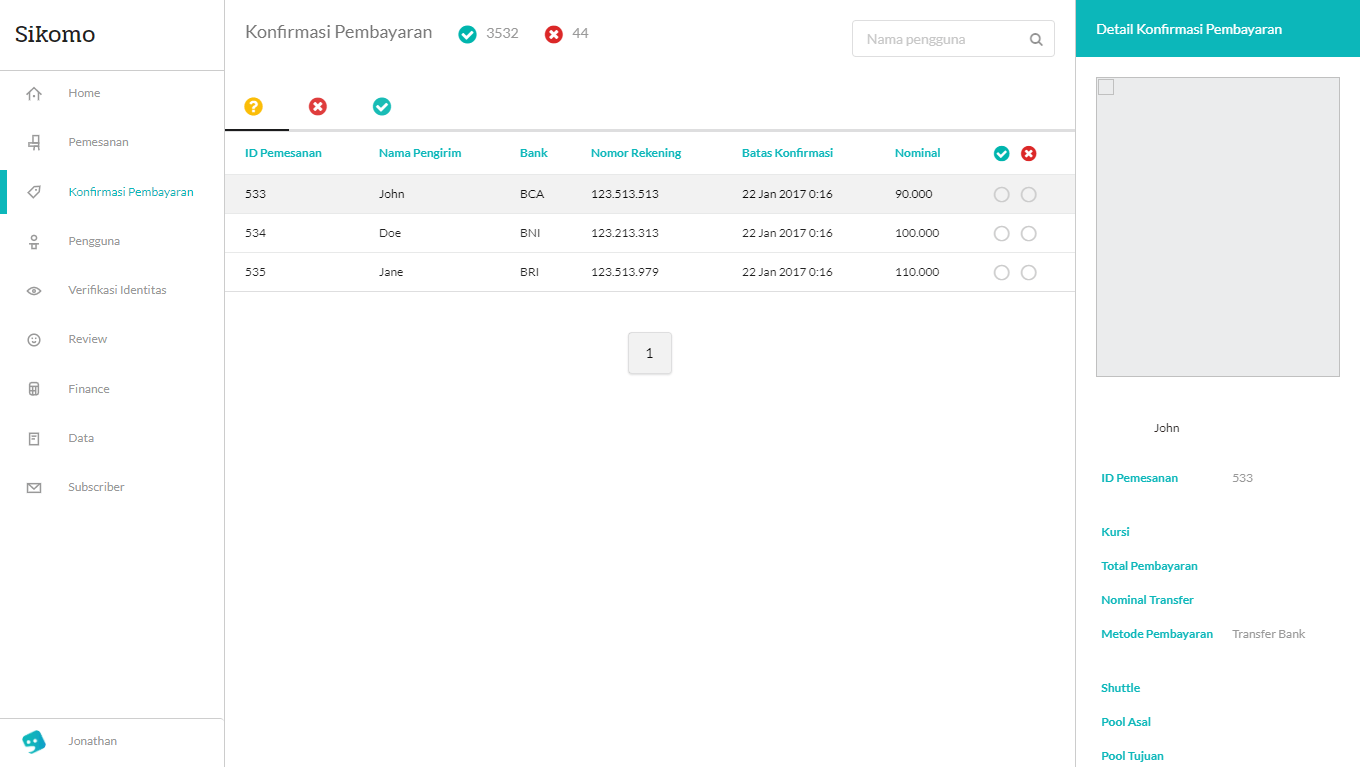 Sikomo
Home
Pemesanan
Konfirmasi Pembayaran
Pengguna
Verifikasi Identitas
Review
Finance
Data
Subscriber
Jonathan
Konfirmasi Pembayaran 3532 44
Nama pengguna
ID Pemesanan Nama Pengirim Bank Nomor Rekening Batas Konfirmasi Nominal
533 John BCA 123.513.513 22 Jan 2017 0:16 90.000
534 Doe BNI 123.213.313 22 Jan 2017 0:16 100.000
535 Jane BRI 123.513.979 22 Jan 2017 0:16 110.000
1
Detail Konfirmasi Pembayaran
John
ID Pemesanan 533
Kursi
Total Pembayaran
Nominal Transfer
Metode Pembayaran Transfer Bank
Shuttle
Pool Asal
Pool Tujuan